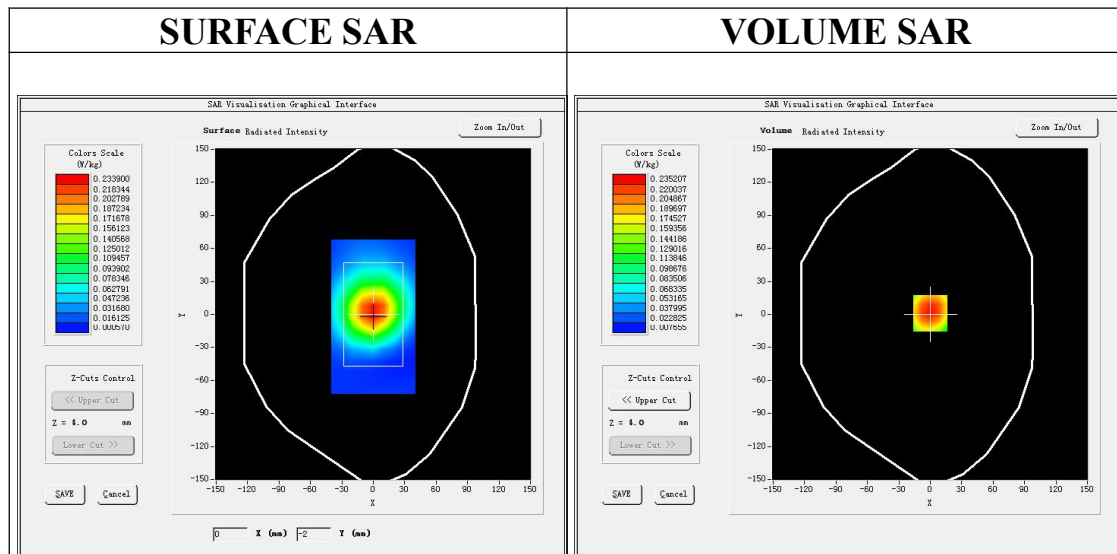 SURFACE SAR
VOLUME SAR
SAR Visualisation Graphical Interface
Surface Radiated Intensity
Zoom In/Out
Colors Scale
(W/kg)
0.233900
0.218344
0.202789
0.187234
0.171678
0.156123
0.140568
0.125012
0.109457
0.093902
0.078346
0.062791
0.047236
0.031680
0.016125
0.000570
150
120
90
60
30
0
-30
-60
-90
-120
-150
Y
-150 -120 -90 -60 -30 0 30 60 90 120 150
X
Z-Cuts Control
<< Upper Cut
Z = 4.0 mm
Lower Cut >>
SAVE Cancel
0 X (mm) -2 Y (mm)
SAR Visualisation Graphical Interface
Volume Radiated Intensity
Zoom In/Out
Colors Scale
(W/kg)
0.235207
0.220037
0.204867
0.189697
0.174527
0.159356
0.144186
0.129016
0.113846
0.098676
0.083506
0.068335
0.053165
0.037995
0.022825
0.007655
150
120
90
60
30
0
-30
-60
-90
-120
-150
Y
-150 -120 -90 -60 -30 0 30 60 90 120 150
X
Z-Cuts Control
<< Upper Cut
Z = 4.0 mm
Lower Cut >>
SAVE Cancel